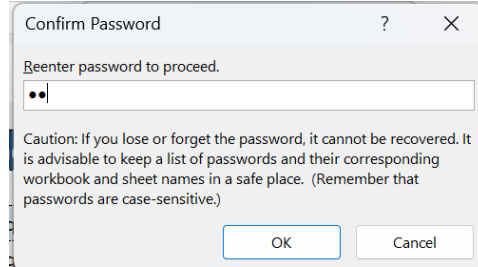 Confirm Password ?
Reenter password to proceed.
••
Caution: If you lose or forget the password, it cannot be recovered. It
is advisable to keep a list of passwords and their corresponding
workbook and sheet names in a safe place. (Remember that
passwords are case-sensitive.)
OK Cancel